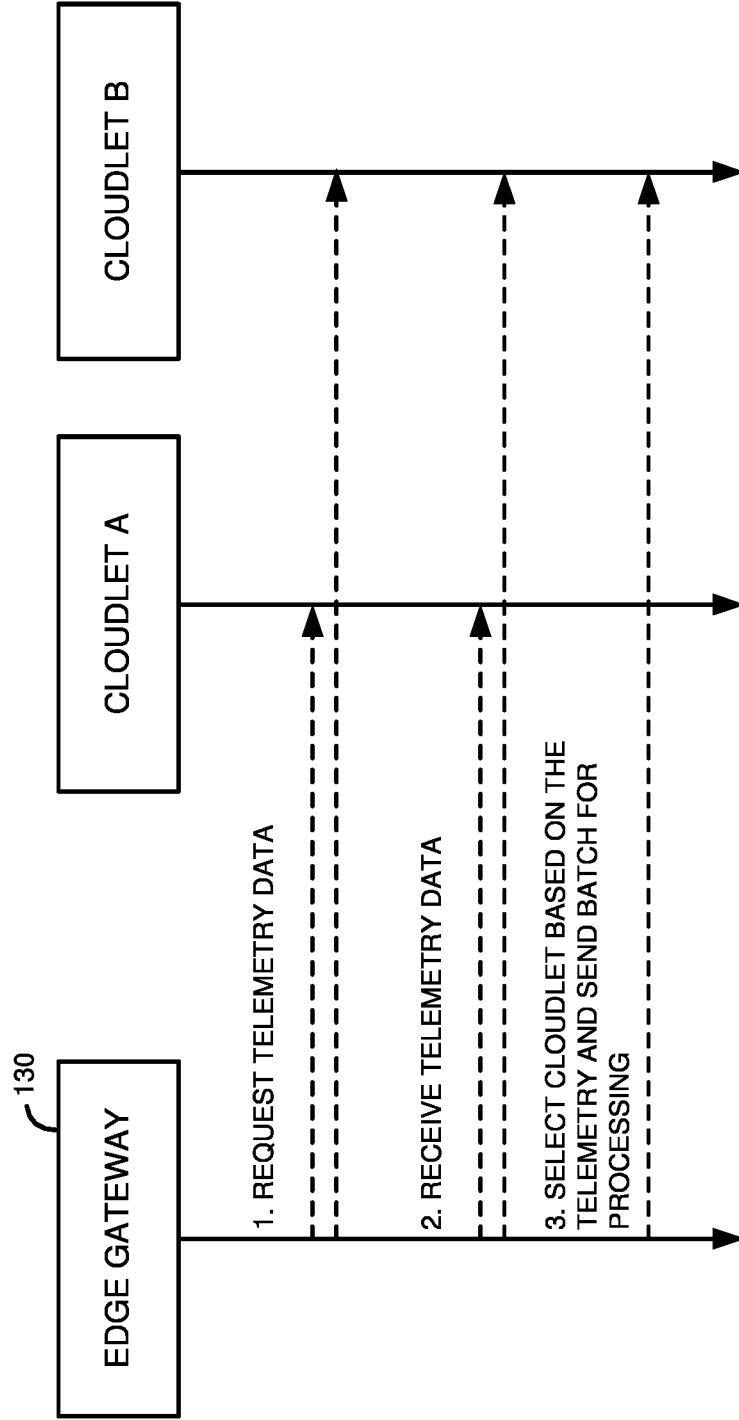 130
EDGE GATEWAY
CLOUDLET A
CLOUDLET B
1. REQUEST TELEMETRY DATA
2. RECEIVE TELEMETRY DATA
3. SELECT CLOUDLET BASED ON THE
TELEMETRY AND SEND BATCH FOR
PROCESSING